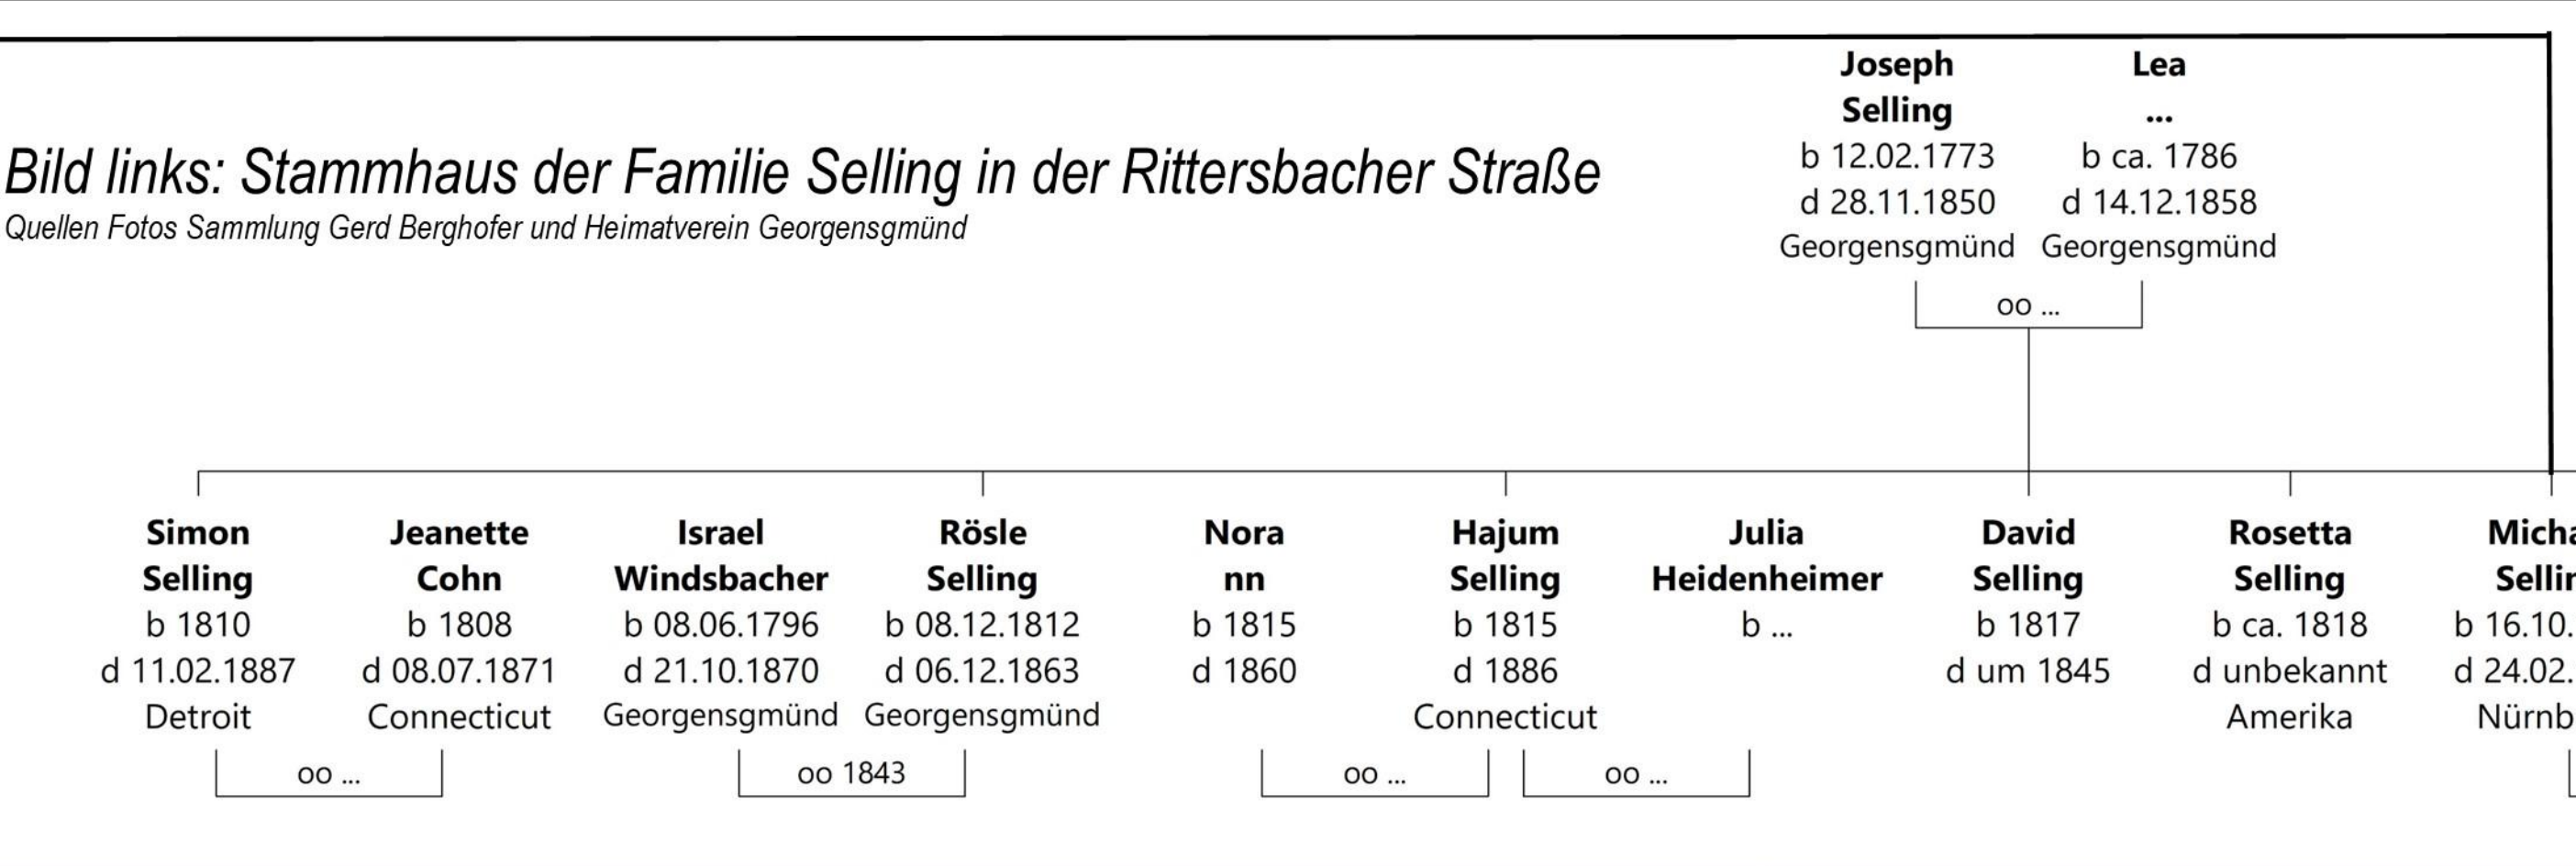 Joseph
Selling
b 12.02.1773
d 28.11.1850
Georgensgmünd
Lea
...
b ca. 1786
d 14.12.1858
Georgensgmünd
oo ...
Bild links: Stammhaus der Familie Selling in der Rittersbacher Straße
Quellen Fotos Sammlung Gerd Berghofer und Heimatverein Georgensgmünd
Simon
Selling
b 1810
d 11.02.1887
Detroit
Jeanette
Cohn
b 1808
d 08.07.1871
Connecticut
oo ...
Israel
Windsbacher
b 08.06.1796
d 21.10.1870
Georgensgmünd
Rösle
Selling
b 08.12.1812
d 06.12.1863
Georgensgmünd
oo 1843
Nora
nn
b 1815
d 1860
Hajum
Selling
b 1815
d 1886
Connecticut
Julia
Heidenheimer
b ...
oo ...
oo ...
David
Selling
b 1817
d um 1845
Rosetta
Selling
b ca. 1818
d unbekannt
Amerika
b 16.10.
d 24.02.